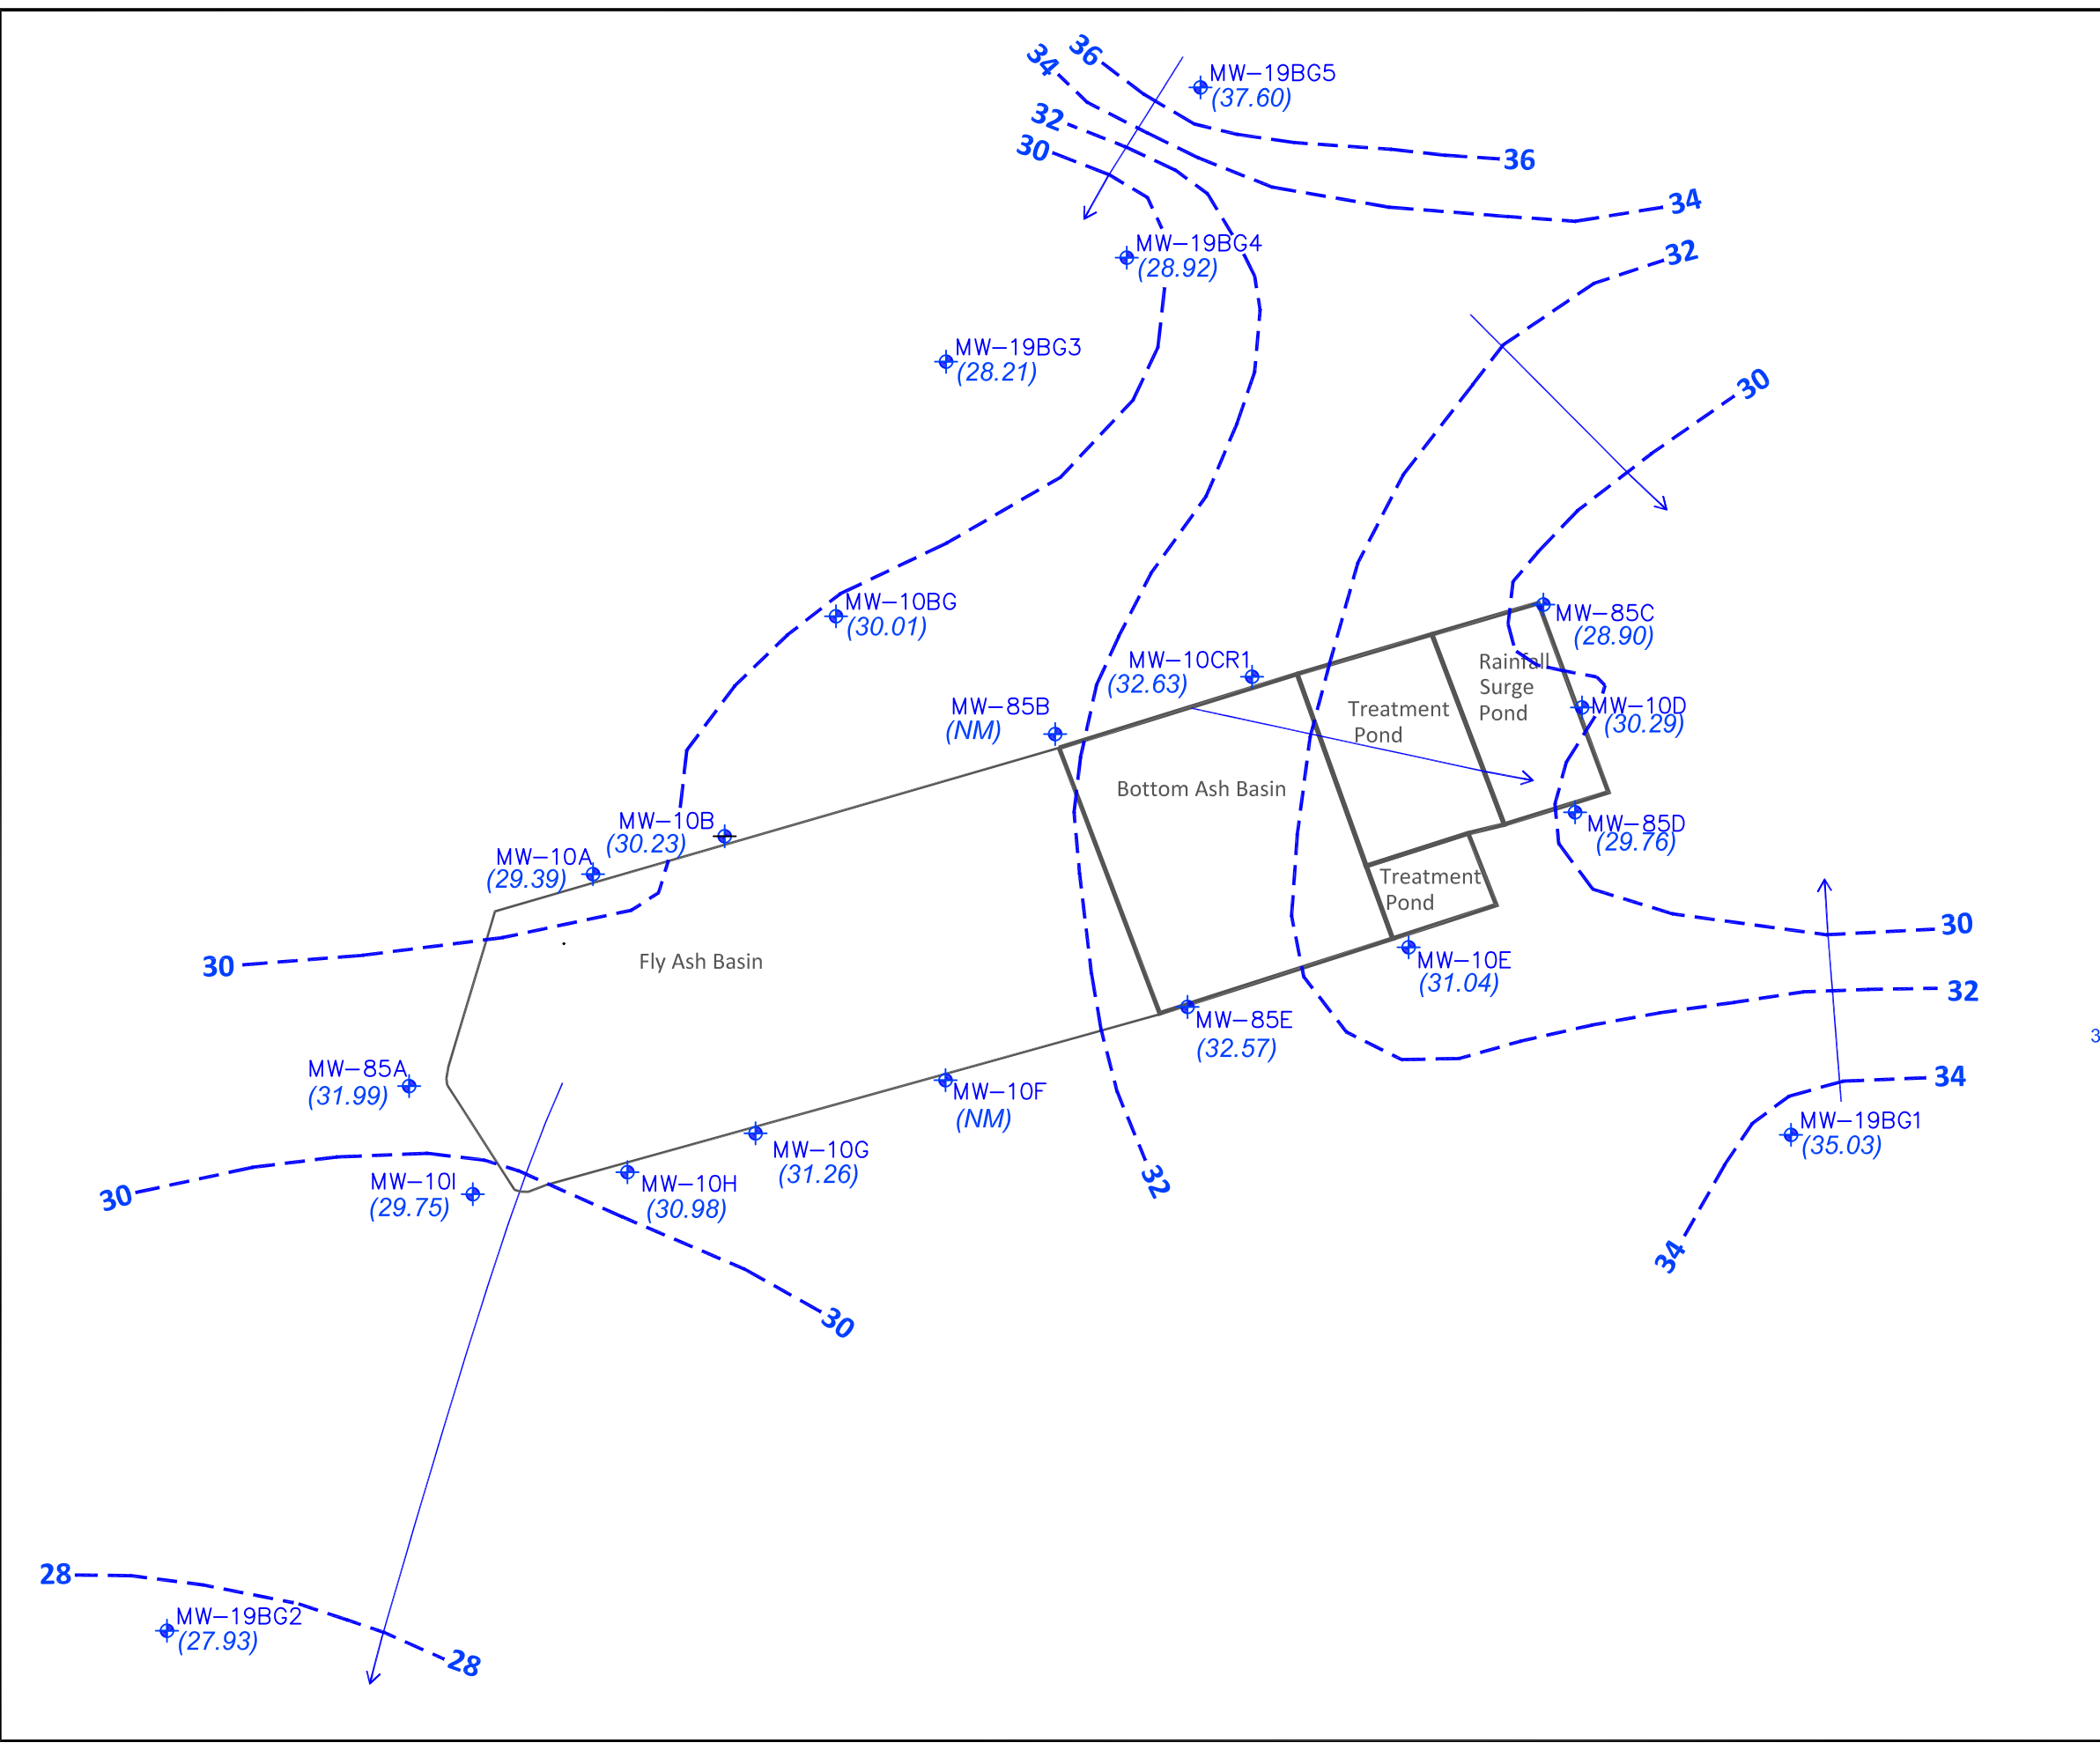 36
34
MW-19BG5
(37.60)
32
30
36
34
MW-19BG4
(28.92)
32
MW-19BG3
(28.21)
30
MW-10BG
(30.01)
MW-85C
(28.90)
MW-10CR1
(32.63)
Rainfall
Surge
Pond
MW-85B
(NM)
Treatment
Pond
MW-10D
(30.29)
Bottom Ash Basin
MW-10B
(30.23)
MW-85D
(29.76)
MW-10A
(29.39)
Treatment
Pond
30
30
Fly Ash Basin
MW-10E
(31.04)
32
MW-85E
(32.57)
3
MW-85A
(31.99)
34
MW-10F
(NM)
MW-19BG1
(35.03)
MW-10G
(31.26)
MW-10I
(29.75)
MW-10H
(30.98)
32
30
34
30
28
MW-19BG2
(27.93)
28